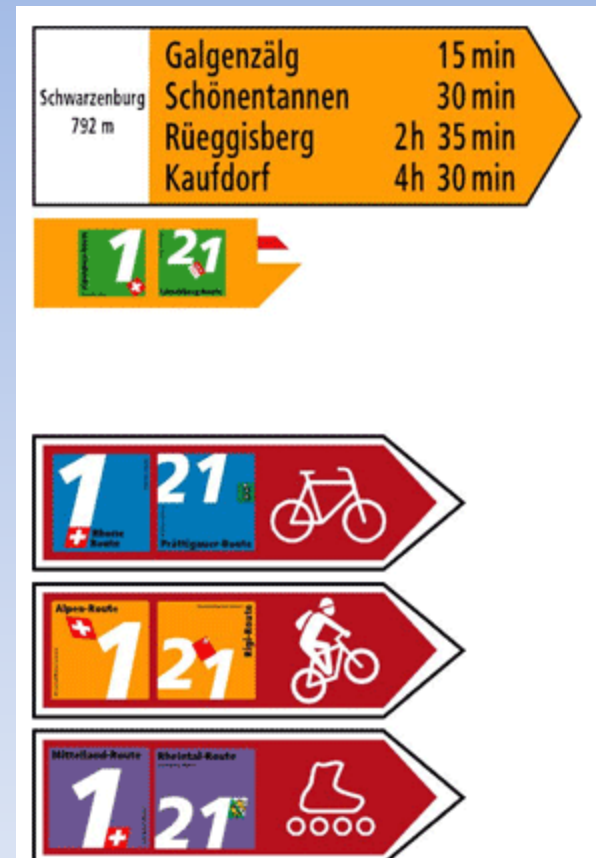 Schwarzenburg
792 m
Galgenzälg 15 min
Schönentannen 30 min
Rüeggisberg 2h 35 min
Kaufdorf 4h 30 min
1 21
1 21
Rhone
Route
Prättigauer-Route
Alpen-Route
1 21
Rigi-Route
Mittelland-Route Rheintal-Route
1 21